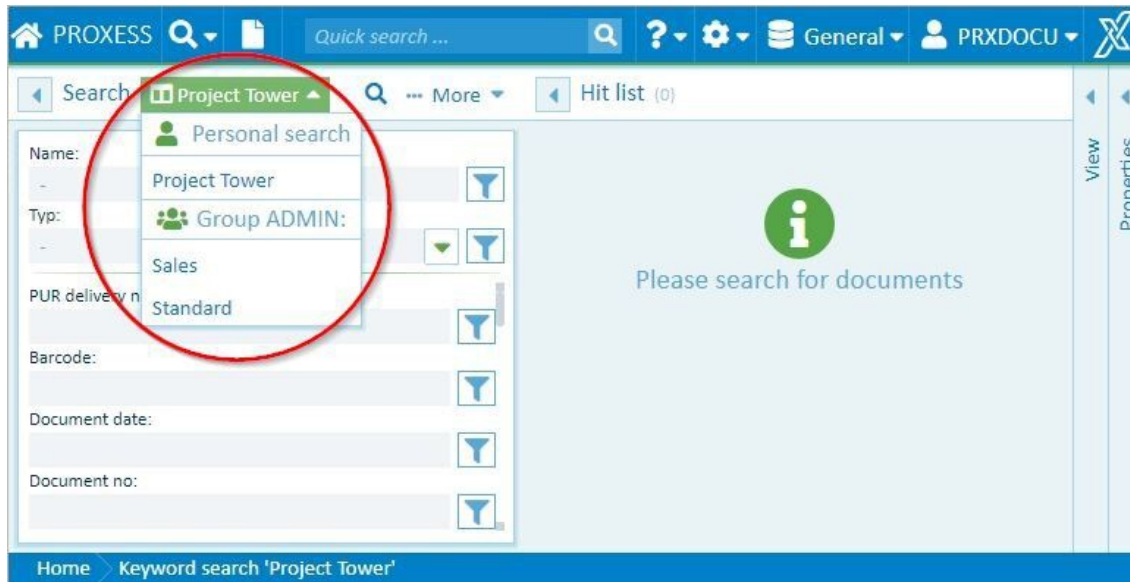 PROXESS Quick search ... General PRXDOCU
Search Project Tower ... More Hit list (0)
Personal search
Project Tower
Group ADMIN:
Sales
Standard
Name:
-
Typ:
-
PUR delivery n
Barcode:
Document date:
Document no:
Please search for documents
View
Properties
Home Keyword search 'Project Tower'